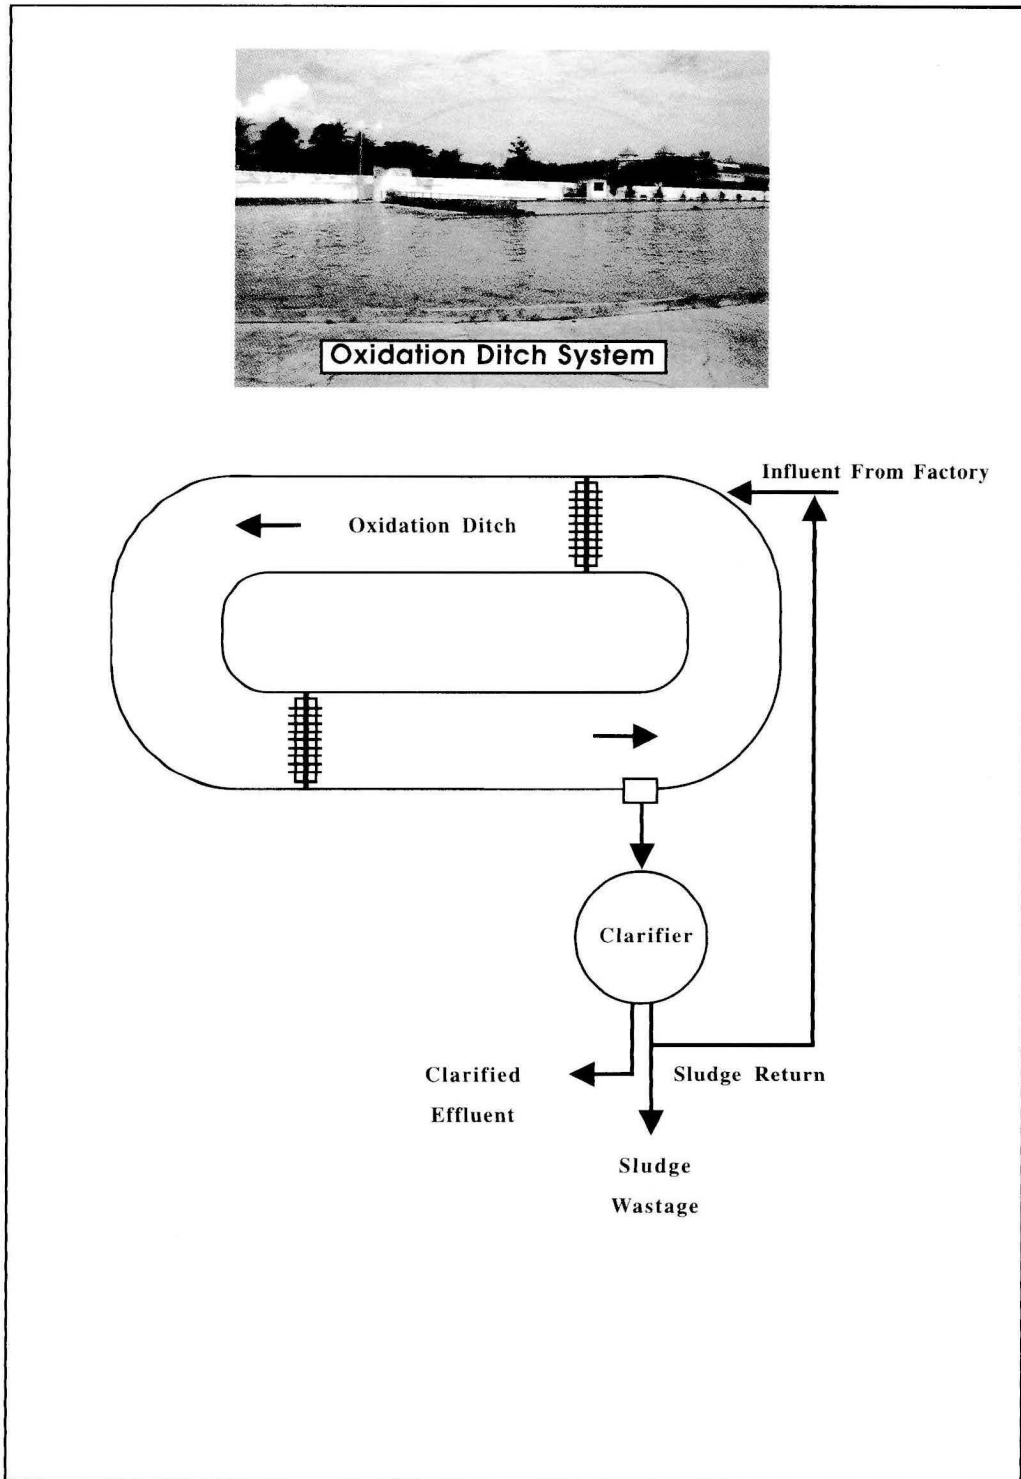 Oxidation Ditch System
Influent From Factory
Oxidation Ditch
Clarifier
Clarified
Effluent
Sludge Return
Sludge
Wastage